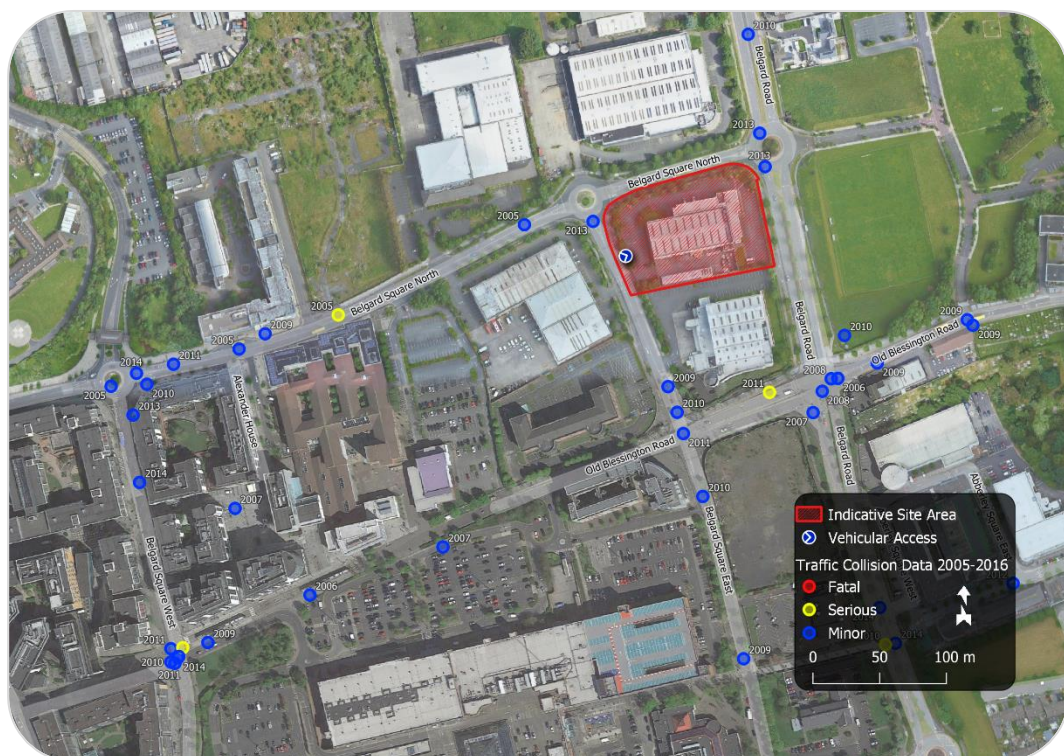 2010
Belgard Road
2013
2013
Belgard Square North
2005
2013
2005
Belgard Square North
2009
2005
2011
2014
2005
2010
2013
Alexander House
2014
2007
Belgard Square West
2009
2010
2011
Old Blessington Road
2010
Belgard Square East
2009
2011
Belgard Road
2010
Old Blessington Road
2009
2009
2009
2008
2006
2008
2007
Belgard Road
2007
2006
2011
2009
2010
2014
2011
Indicative Site Area
Vehicular Access
Traffic Collision Data 2005-2016
Fatal
Serious
Minor
0 50 100 m
2012
2014